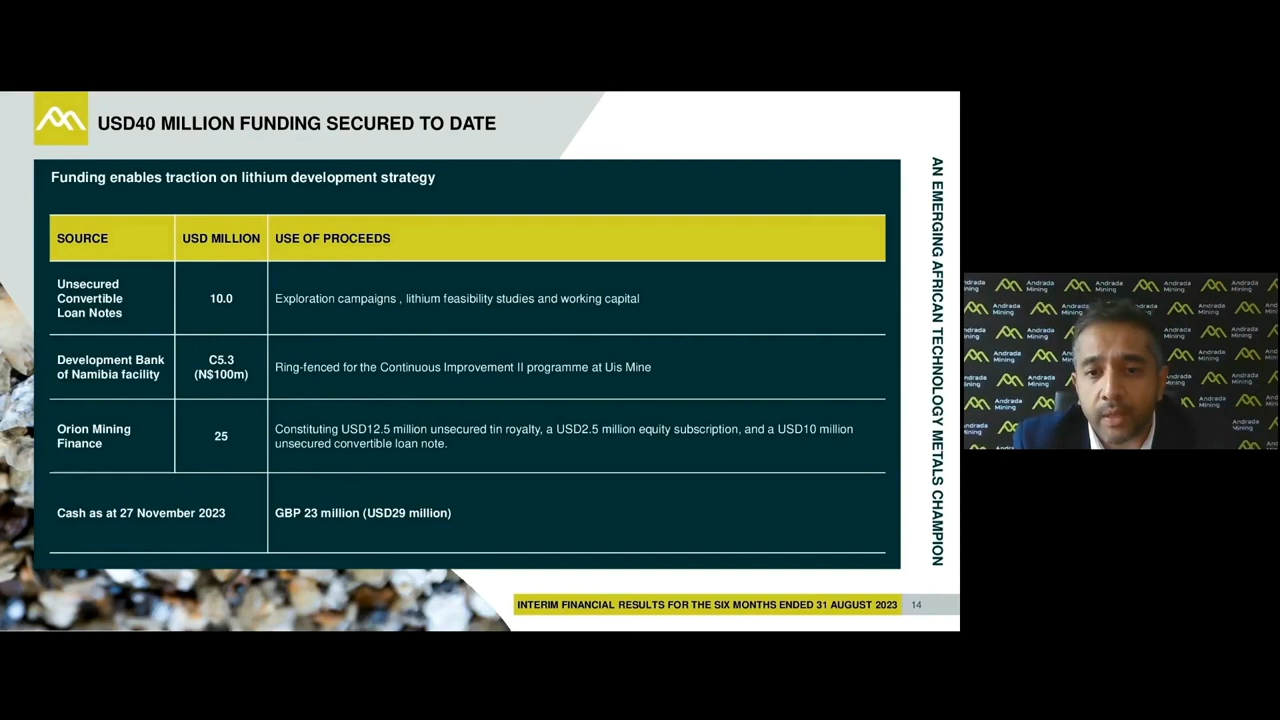 USD40 MILLION FUNDING SECURED TO DATE
Funding enables traction on lithium development strategy
SOURCE
USD MILLION
USE OF PROCEEDS
Unsecured
Convertible
Loan Notes
10.0
Exploration campaigns , lithium feasibility studies and working capital
Development Bank
of Namibia facility
C5.3
(N$100m)
Ring-fenced for the Continuous Improvement II programme at Uis Mine
Orion Mining
Finance
25
Constituting USD12.5 million unsecured tin royalty, a USD2.5 million equity subscription, and a USD10 million
unsecured convertible loan note.
Cash as at 27 November 2023
GBP 23 million (USD29 million)
AN EMERGING AFRICAN TECHNOLOGY METALS CHAMPION
INTERIM FINANCIAL RESULTS FOR THE SIX MONTHS ENDED 31 AUGUST 2023
14
Andrada
Mining